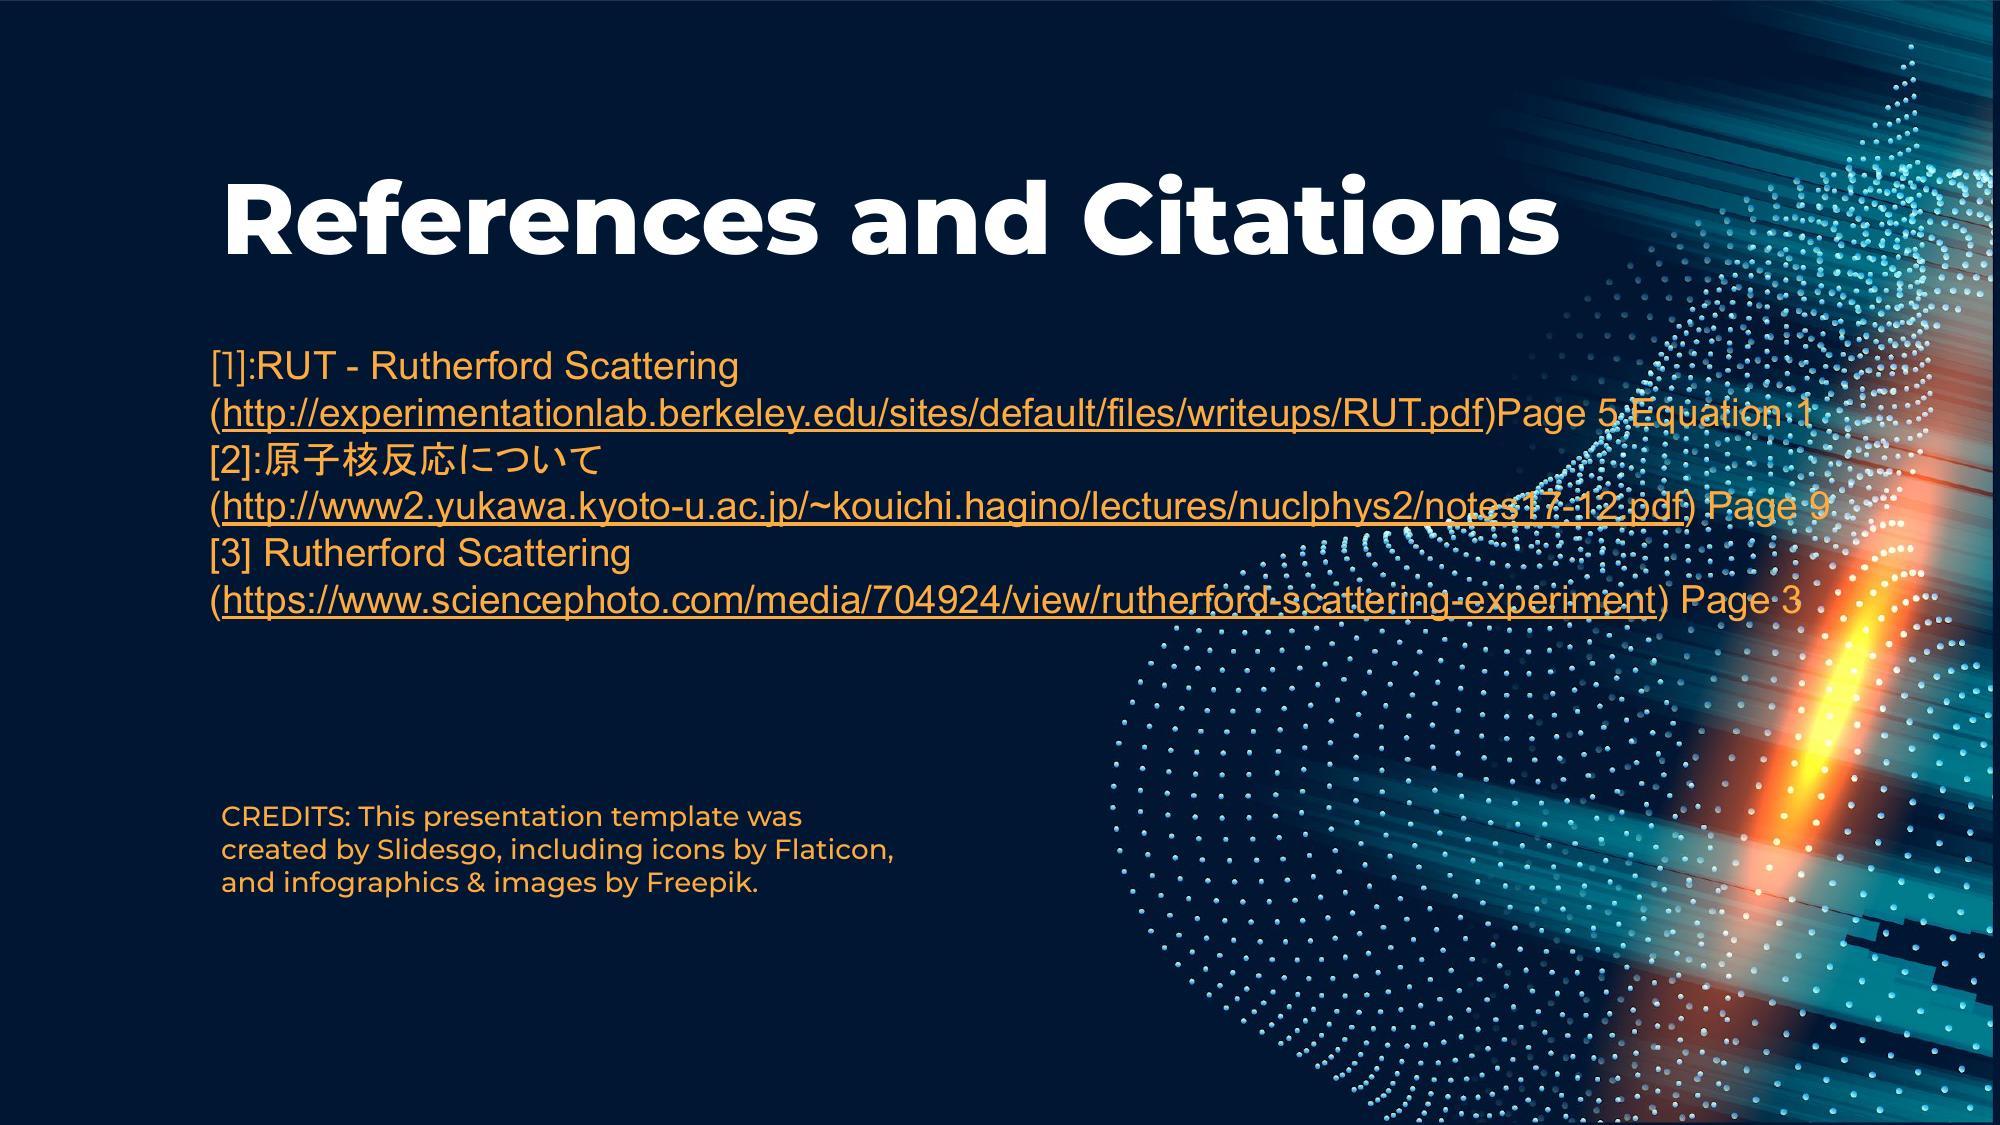 References and Citations
[1]:RUT - Rutherford Scattering
(http://experimentationlab.berkeley.edu/sites/default/files/writeups/RUT.pdf)Page 5 Equation 1
[2]:原子核反応について
(http://www2.yukawa.kyoto-u.ac.jp/~kouichi.hagino/lectures/nuclphys2/notes17-12.pdf) Page 9
[3] Rutherford Scattering
(https://www.sciencephoto.com/media/704924/view/rutherford-scattering-experiment) Page 3
CREDITS: This presentation template was
created by Slidesgo, including icons by Flaticon,
and infographics & images by Freepik.